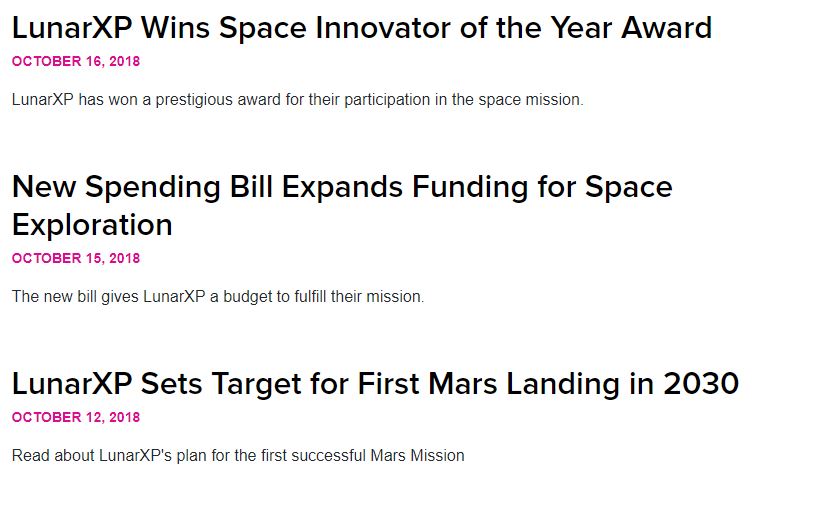 LunarXP Wins Space Innovator of the Year Award
OCTOBER 16, 2018
LunarXP has won a prestigious award for their participation in the space mission.
New Spending Bill Expands Funding for Space
Exploration
OCTOBER 15, 2018
The new bill gives LunarXP a budget to fulfill their mission.
LunarXP Sets Target for First Mars Landing in 2030
OCTOBER 12, 2018
Read about LunarXP's plan for the first successful Mars Mission